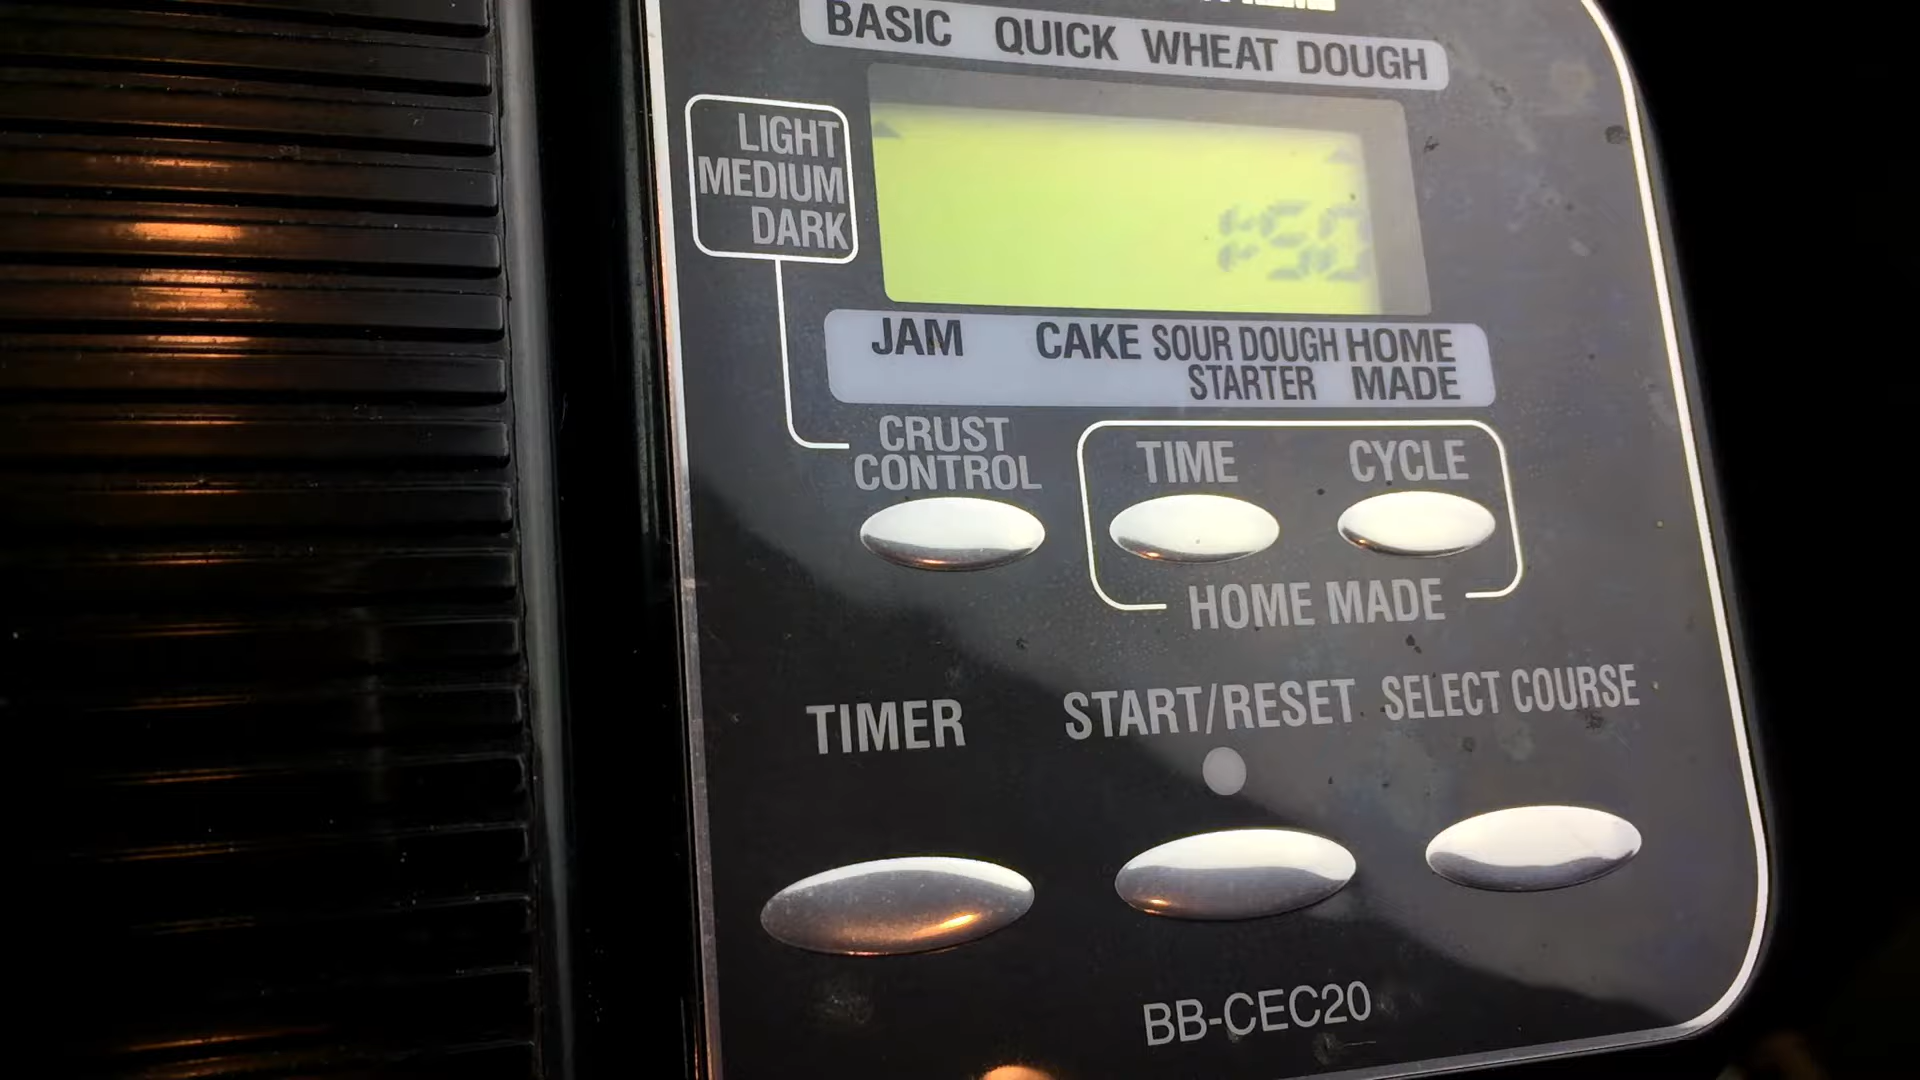 BASIC QUICK WHEAT DOUGH
LIGHT
MEDIUM
DARK
JAM CAKE SOUR DOUGH STARTER HOME MADE
CRUST CONTROL
TIME
CYCLE
HOME MADE
TIMER
START/RESET
SELECT COURSE
BB-CEC20